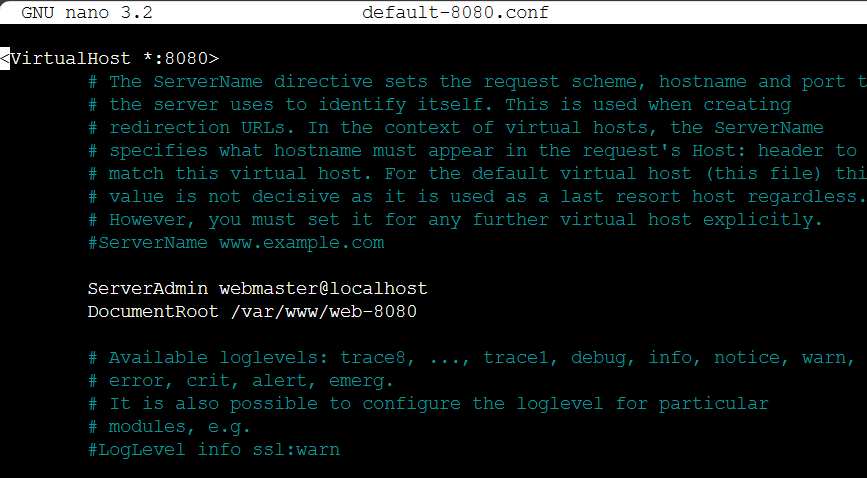 GNU nano 3.2 default-8080.conf
<VirtualHost *:8080>
# The ServerName directive sets the request scheme, hostname and port t
# the server uses to identify itself. This is used when creating
# redirection URLs. In the context of virtual hosts, the ServerName
# specifies what hostname must appear in the request's Host: header to
# match this virtual host. For the default virtual host (this file) thi
# value is not decisive as it is used as a last resort host regardless.
# However, you must set it for any further virtual host explicitly.
#ServerName www.example.com
ServerAdmin webmaster@localhost
DocumentRoot /var/www/web-8080
# Available loglevels: trace8, ..., trace1, debug, info, notice, warn,
# error, crit, alert, emerg.
# It is also possible to configure the loglevel for particular
# modules, e.g.
#LogLevel info ssl:warn